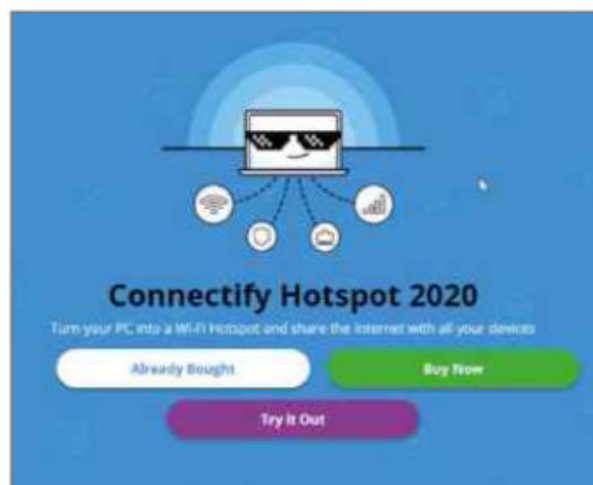 Connectify Hotspot 2020
Turn your PC into a Wi-Fi Hotspot and share the Internet with all your devices
Already Bought
Buy Now
Try It Out